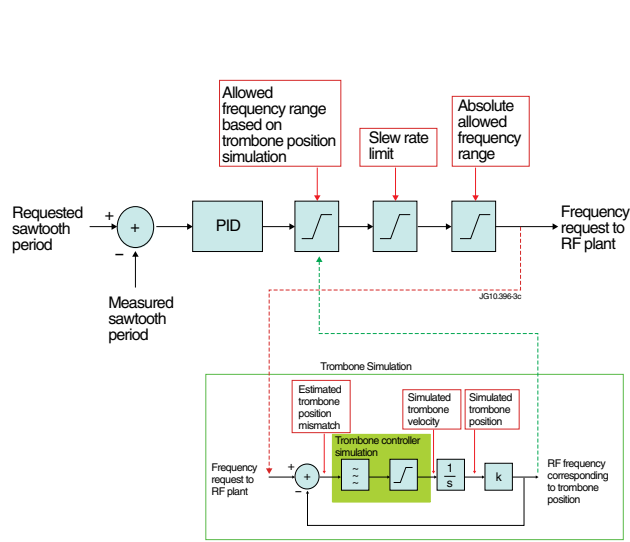 Allowed
frequency range
based on
trombone position
simulation
Slew rate
limit
Absolute
allowed
frequency
range
Requested
sawtooth
period
+
+
−
PID
Frequency
request to
RF plant
Measured
sawtooth
period
JG10.396-3c
Trombone Simulation
Estimated
trombone
position
mismatch
Simulated
trombone
velocity
Simulated
trombone
position
Trombone controller
simulation
Frequency
request to
RF plant
+
+
−
~
~
~
1
s
k
RF frequency
corresponding
to trombone
position